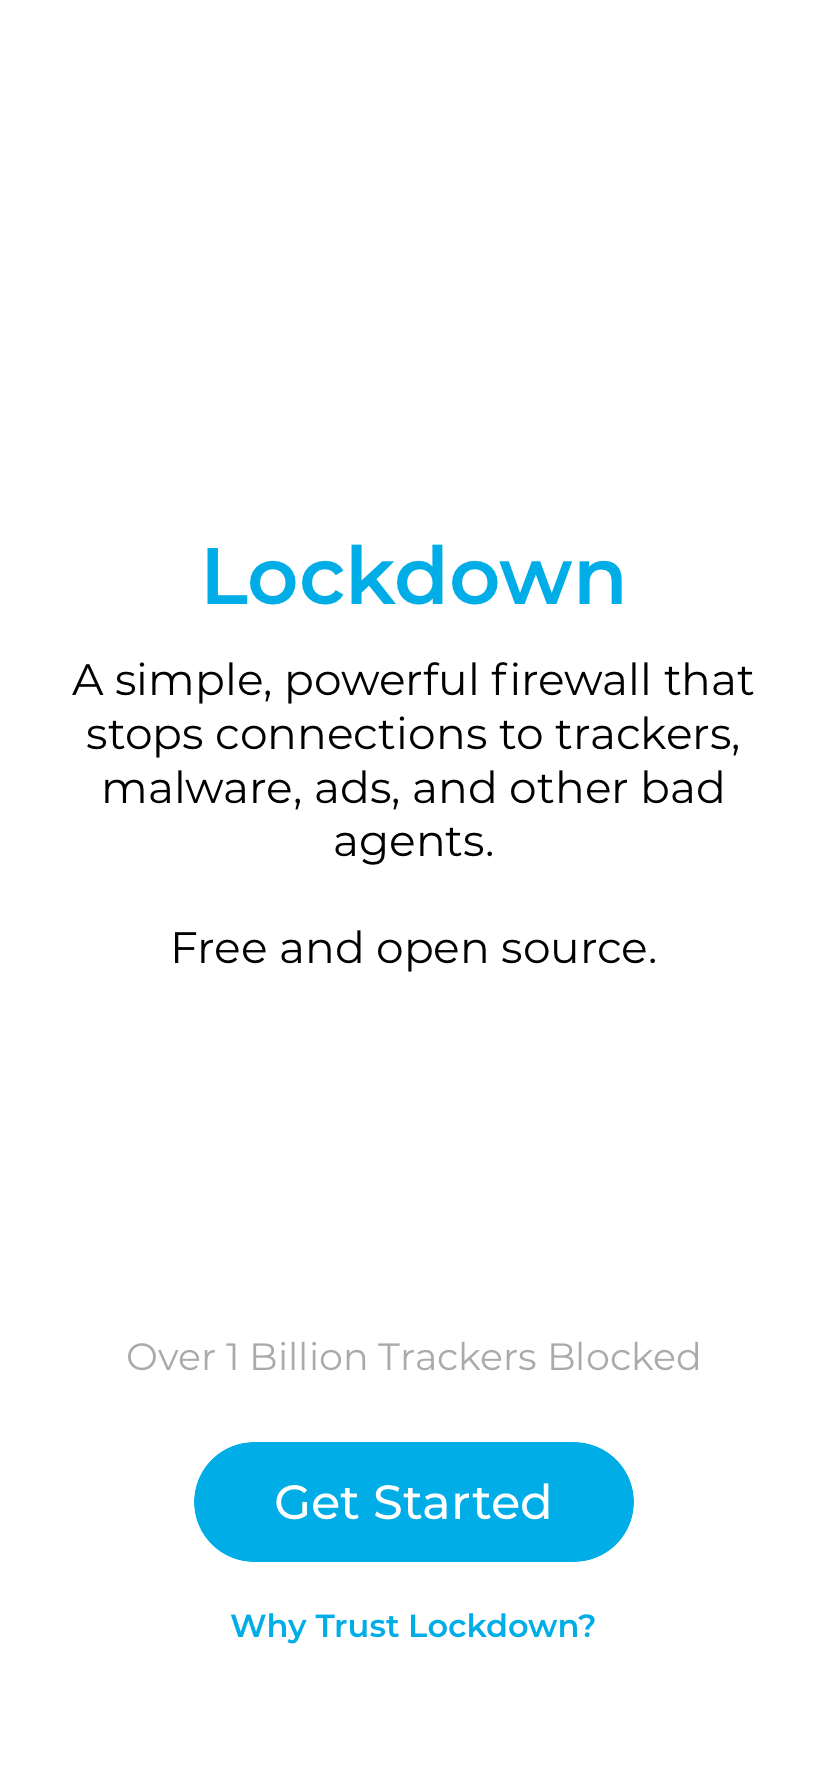 Lockdown
A simple, powerful firewall that
stops connections to trackers,
malware, ads, and other bad
agents.
Free and open source.
Over 1 Billion Trackers Blocked
Get Started
Why Trust Lockdown?